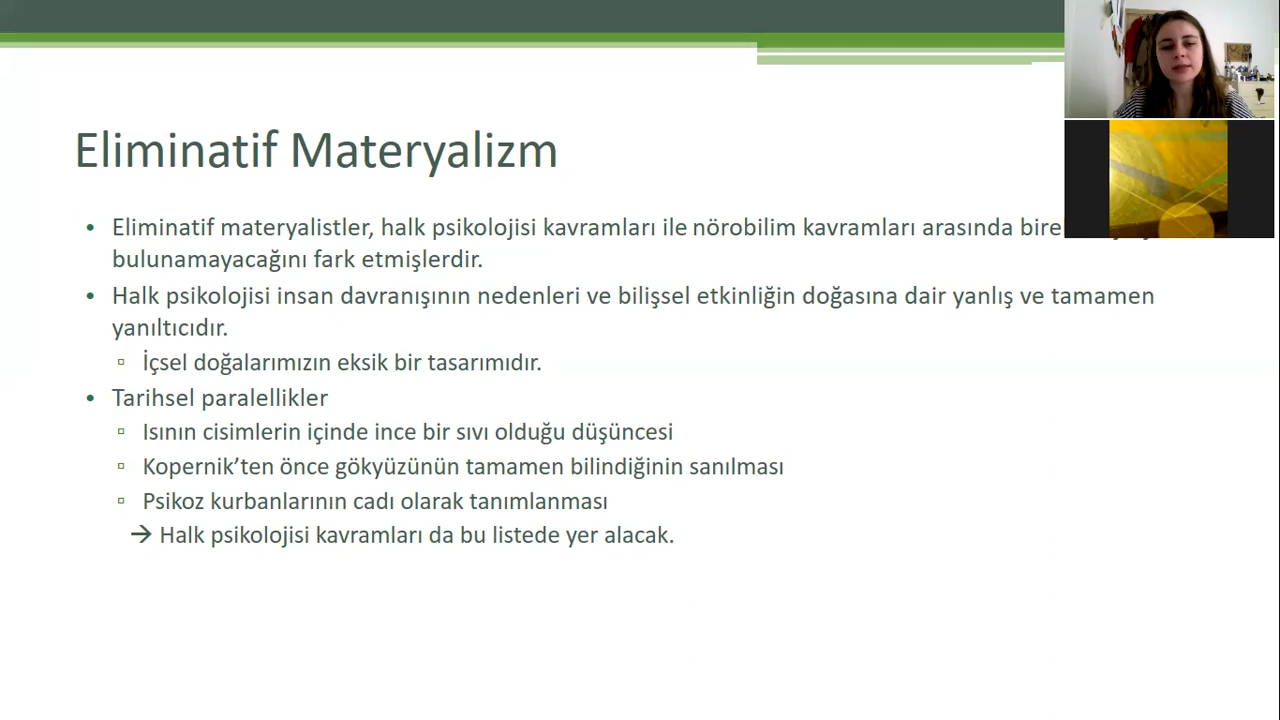 Eliminatif Materyalizm
• Eliminatif materyalistler, halk psikolojisi kavramları ile nörobilim kavramları arasında
bulunamayacağını fark etmişlerdir.
• Halk psikolojisi insan davranışının nedenleri ve bilişsel etkinliğin doğasına dair yanlış ve tamamen
yanıltıcıdır.
▫ İçsel doğalarımızın eksik bir tasarımıdır.
• Tarihsel paralellikler
▫ Isının cisimlerin içinde ince bir sıvı olduğu düşüncesi
▫ Kopernik’ten önce gökyüzünün tamamen bilindiğinin sanılması
▫ Psikoz kurbanlarının cadı olarak tanımlanması
→ Halk psikolojisi kavramları da bu listede yer alacak.